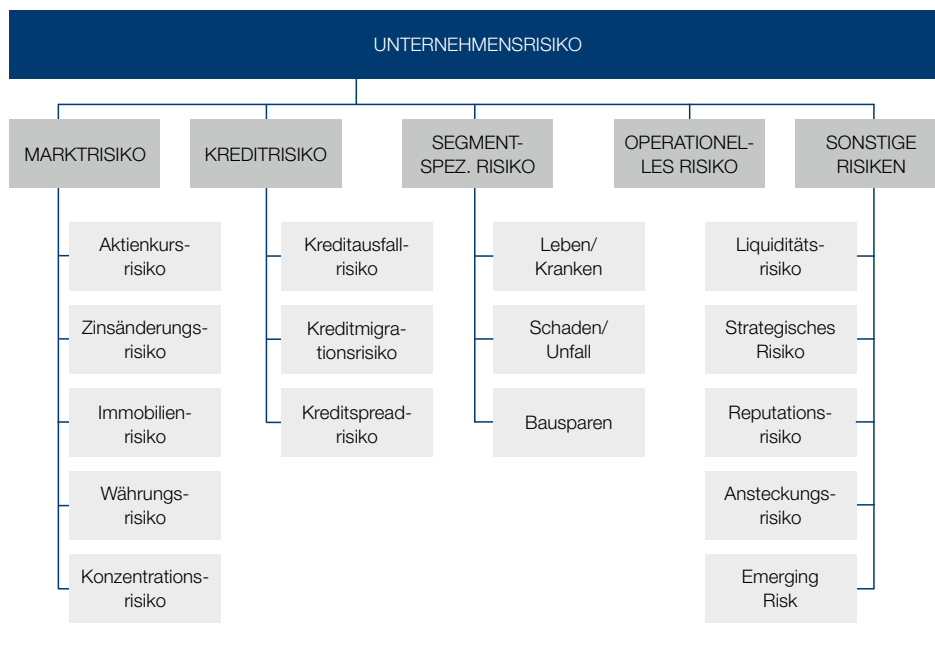 UNTERNEHMENSRISIKO
MARKTRISIKO
KREDITRISIKO
SEGMENT-
SPEZ. RISIKO
OPERATIONEL-
LES RISIKO
SONSTIGE
RISIKEN
Aktienkurs-
risiko
Zinsänderungs-
risiko
Immobilien-
risiko
Währungs-
risiko
Konzentrations-
risiko
Kreditausfall-
risiko
Kreditmigra-
tionsrisiko
Kreditspread-
risiko
Leben/
Kranken
Schaden/
Unfall
Bausparen
Liquiditäts-
risiko
Strategisches
Risiko
Reputations-
risiko
Ansteckungs-
risiko
Emerging
Risk